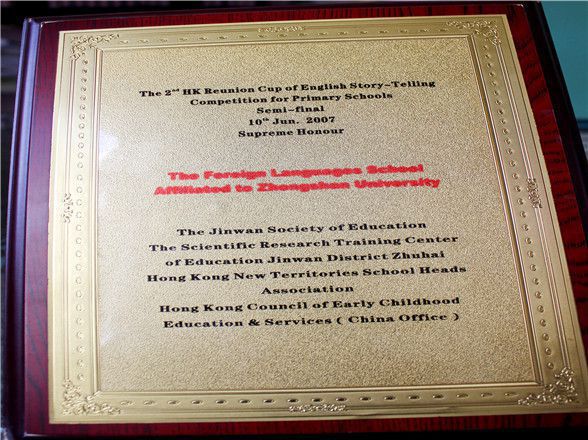 The 2nd HK Reunion Cup of English Story-Telling
Competition for Primary Schools
Semi-final
10th Jun. 2007
Supreme Honour
The Foreign Languages School
Affiliated to Zhongshan University
The Jinwan Society of Education
The Scientific Research Training Center
of Education Jinwan District Zhuhai
Hong Kong New Territories School Heads
Association
Hong Kong Council of Early Childhood
Education & Services ( China Office )